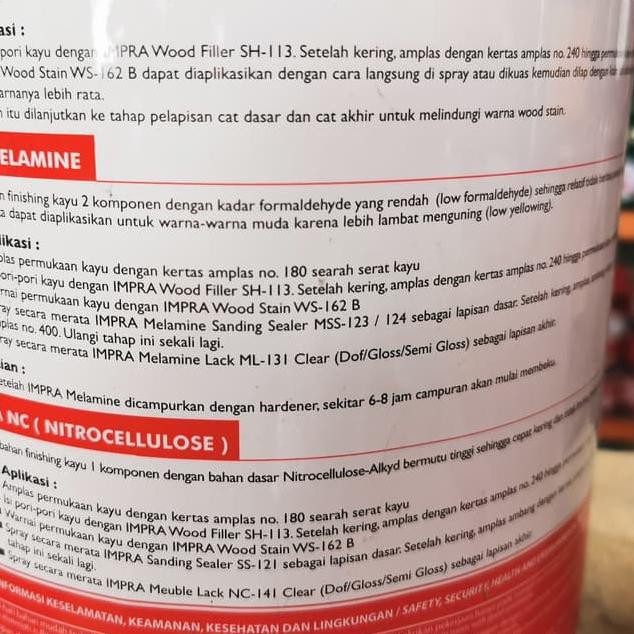 asi :
pori kayu dengan IMPRA Wood Filler SH-113. Setelah kering, amplas dengan kertas amplas no. 240 hingga
Wood Stain WS-162 B dapat diaplikasikan dengan cara langsung di spray atau dikuas kemudian dilap dengan
arnanya lebih rata.
n itu dilanjutkan ke tahap pelapisan cat dasar dan cat akhir untuk melindungi warna wood stain.
ELAMINE
n finishing kayu 2 komponen dengan kadar formaldehyde yang rendah (low formaldehyde) sehingga relatif tidak
a dapat diaplikasikan untuk warna-warna muda karena lebih lambat menguning (low yellowing).
likasi :
plas permukaan kayu dengan kertas amplas no. 180 searah serat kayu
pori-pori kayu dengan IMPRA Wood Filler SH-113. Setelah kering, amplas dengan kertas amplas no. 240 hingga
rnai permukaan kayu dengan IMPRA Wood Stain WS-162 B
ray secara merata IMPRA Melamine Sanding Sealer MSS-123 / 124 sebagai lapisan dasar. Setelah kering, amplas
plas no. 400. Ulangi tahap ini sekali lagi.
ray secara merata IMPRA Melamine Lack ML-131 Clear (Dof/Gloss/Semi Gloss) sebagai lapisan akhir.
ian :
etelah IMPRA Melamine dicampurkan dengan hardener, sekitar 6-8 jam campuran akan mulai membeku.
A NC ( NITROCELLULOSE )
bahan finishing kayu 1 komponen dengan bahan dasar Nitrocellulose-Alkyd bermutu tinggi sehingga cepat kering dan tidak
Aplikasi :
Amplas permukaan kayu dengan kertas amplas no. 180 searah serat kayu
Isi pori-pori kayu dengan IMPRA Wood Filler SH-113. Setelah kering, amplas dengan kertas amplas no. 240 hingga
Warnai permukaan kayu dengan IMPRA Wood Stain WS-162 B
Spray secara merata IMPRA Sanding Sealer SS-121 sebagai lapisan dasar. Setelah kering, amplas ambang dengan
tahap ini sekali lagi.
Spray secara merata IMPRA Meuble Lack NC-141 Clear (Dof/Gloss/Semi Gloss) sebagai lapisan akhir.
NFORMASI KESELAMATAN, KEAMANAN, KESEHATAN DAN LINGKUNGAN / SAFETY, SECURITY, HEALTH AND